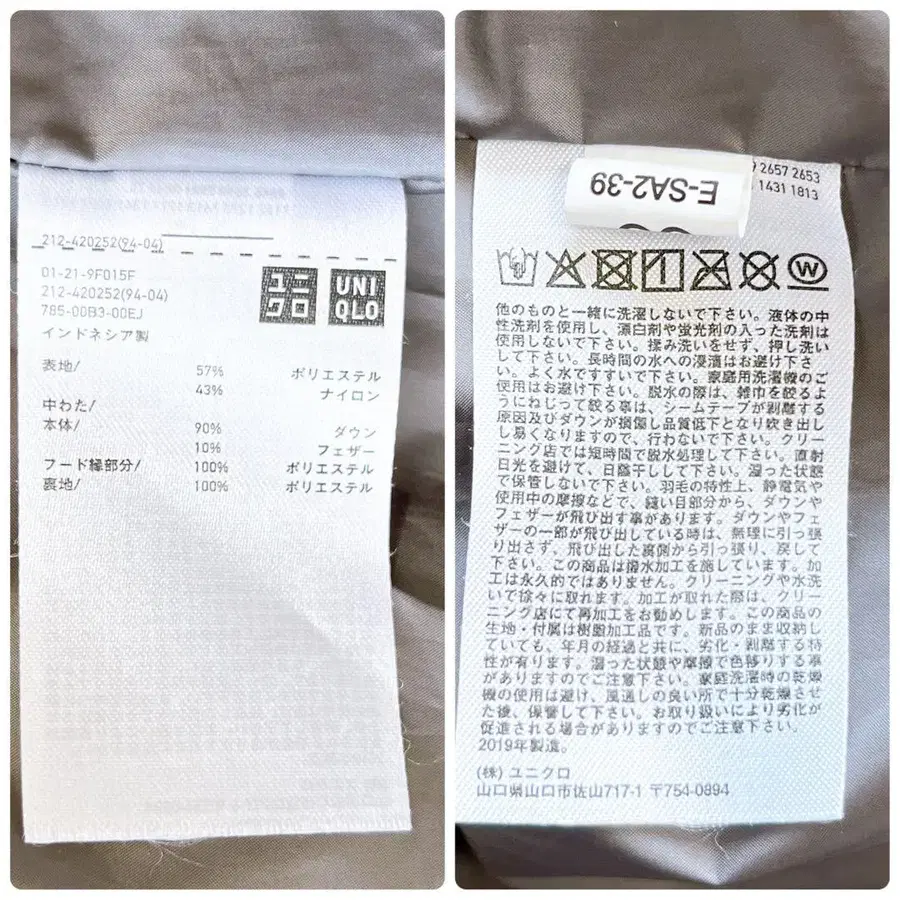 212-420252(94-04)
01-21-9F015F
212-420252(94-04)
785-00B3-00EJ
インドネシア製
ユニ
クロ
UNI
QLO
表地/ 57% ポリエステル
43% ナイロン
中わた/
本体/ 90% ダウン
10% フェザー
フード縁部分/ 100% ポリエステル
裏地/ 100% ポリエステル
2657 2653
1431 1813
E-SA2-39
W
他のものと一緒に洗濯しないで下さい。液体の中
性洗剤を使用し、漂白剤や蛍光剤の入った洗剤は
使用しないで下さい。揉み洗いをせず、押し洗い
して下さい。長時間の水への浸漬はお避け下さ
い。よく水ですすいで下さい。家庭用洗濯機のご
使用はお避け下さい。脱水の際は、雑巾を絞るよ
うにねじって絞る事は、シームテープが剥離する
原因及びダウンが損傷し品質低下となり吹き出し
し易くなりますので、行わないで下さい。クリー
ニング店では短時間で脱水処理して下さい。直射
日光を避けて、日陰干しして下さい。湿った状態
で保管しないで下さい。羽毛の特性上、静電気や
使用中の摩擦などで、縫い目部分から、ダウンや
フェザーが飛び出す事があります。ダウンやフェ
ザーの一部が飛び出している時は、無理に引っ張
り出さず、飛び出した裏側から引っ張り、戻して
下さい。この商品は撥水加工を施しています。加
工は永久的ではありません。クリーニングや水洗
いで徐々に取れます。加工が取れた際は、クリー
ニング店にて再加工をお勧めします。この商品の
生地・付属は樹脂加工品です。新品のまま収納し
ていても、年月の経過と共に、劣化・剥離する特
性が有ります。湿った状態や摩擦で色移りする事
がありますのでご注意下さい。家庭洗濯時の乾燥
機の使用は避け、風通しの良い所で十分乾燥させ
た後、保管して下さい。お取り扱いにより劣化が
促進される場合がありますのでご注意下さい。
2019年製造。
(株) ユニクロ
山口県山口市佐山717-1 〒754-0894